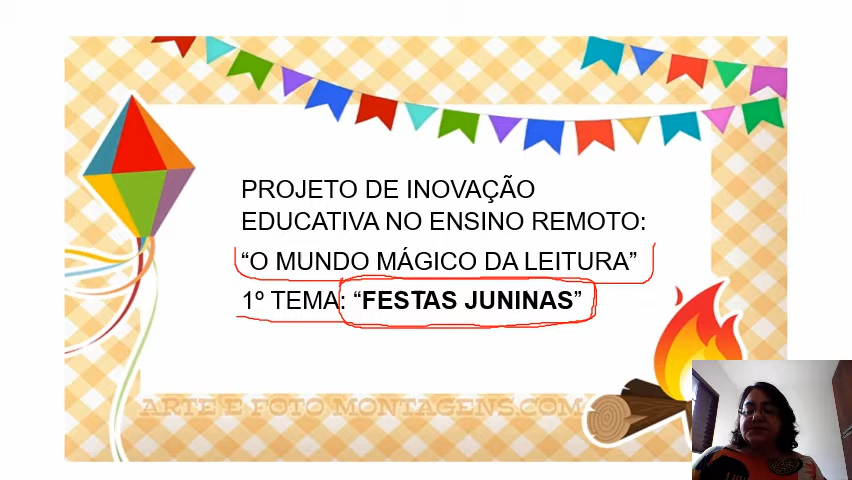 PROJETO DE INOVAÇÃO
EDUCATIVA NO ENSINO REMOTO:
“O MUNDO MÁGICO DA LEITURA”
1º TEMA: “FESTAS JUNINAS”
ARTE E FOTO MONTAGENS.COM